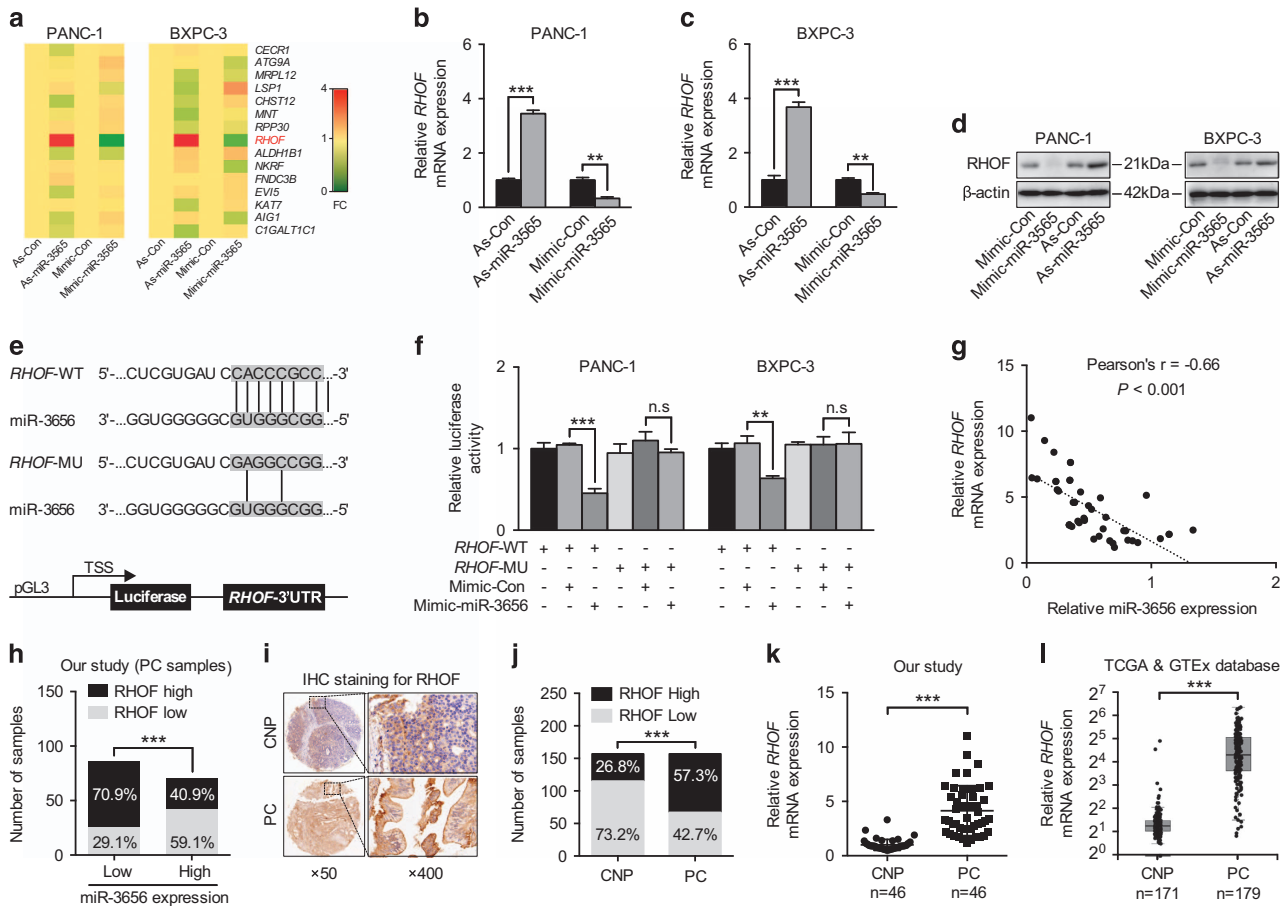 a
PANC-1
BXPC-3
CECR1
ATG9A
MRPL12
LSP1
CHST12
MNT
RPP30
RHOF
ALDH1B1
NKRF
FNDC3B
EVI5
KAT7
AIG1
C1GALT1C1
4
1
0
FC
As-Con
As-miR-3565
Mimic-Con
Mimic-miR-3565
As-Con
As-miR-3565
Mimic-Con
Mimic-miR-3565
b
PANC-1
Relative RHOF
mRNA expression
6
4
2
0
***
**
As-Con
As-miR-3565
Mimic-Con
Mimic-miR-3565
c
BXPC-3
Relative RHOF
mRNA expression
6
4
2
0
***
**
As-Con
As-miR-3565
Mimic-Con
Mimic-miR-3565
d
PANC-1
BXPC-3
RHOF
21kDa
β-actin
42kDa
Mimic-Con
Mimic-miR-3565
As-Con
As-miR-3565
Mimic-Con
Mimic-miR-3565
As-Con
As-miR-3565
e
RHOF-WT 5'-...CUCGUGAU CCACCCGCC...-3'
miR-3656 3'-GGUGGGGGCGUGGGCGG...-5'
RHOF-MU 5'-...CUCGUGAU CGAGGCCGG...-3'
miR-3656 3'-GGUGGGGGCGUGGGCGG...-5'
pGL3
TSS
Luciferase
RHOF-3'UTR
f
PANC-1
BXPC-3
Relative luciferase
activity
2
1
0
***
n.s
**
n.s
RHOF-WT + + + - - - + + + - - -
RHOF-MU - - - + + + - - - + + +
Mimic-Con - + - - + - - + - - + -
Mimic-miR-3656 - - + - - + - - + - - +
g
Pearson's r = -0.66
P < 0.001
Relative RHOF
mRNA expression
15
10
5
0
0
1
2
Relative miR-3656 expression
h
Our study (PC samples)
Number of samples
150
100
50
0
RHOF high
RHOF low
***
70.9%
40.9%
29.1%
59.1%
Low
High
miR-3656 expression
i
IHC staining for RHOF
CNP
PC
×50
×400
j
Number of samples
250
200
150
100
50
0
RHOF High
RHOF Low
***
26.8%
57.3%
73.2%
42.7%
CNP
PC
k
Our study
Relative RHOF
mRNA expression
15
10
5
0
***
CNP
n=46
PC
n=46
l
TCGA & GTEx database
Relative RHOF
mRNA expression
2⁷
2⁶
2⁴
2²
2¹
2⁰
***
CNP
n=171
PC
n=179